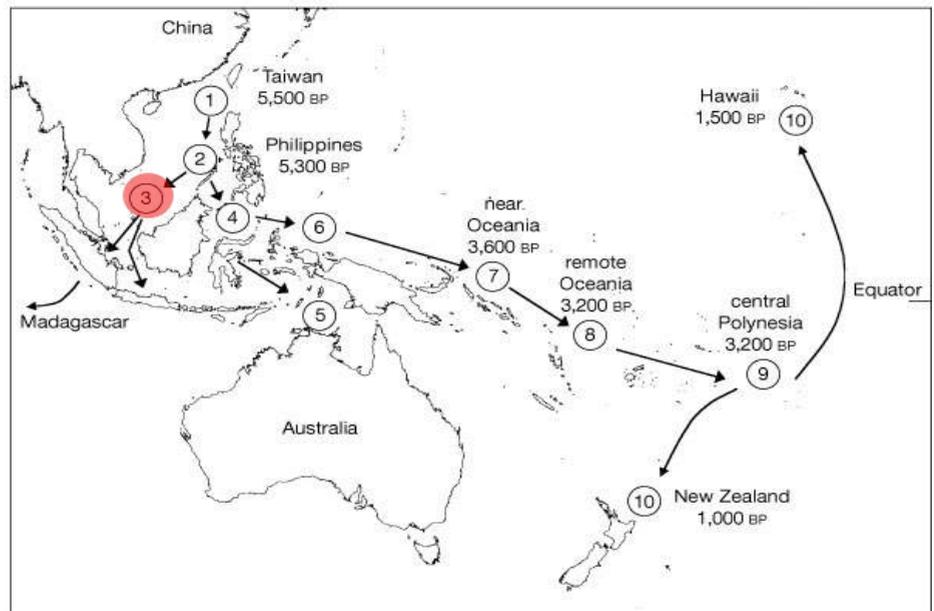 China
Taiwan
5,500 BP
1
Hawaii
1,500 BP
10
Philippines
5,300 BP
2
3
4
6
near
Oceania
3,600 BP
7
remote
Oceania
3,200 BP
8
Equator
central
Polynesia
3,200 BP
9
5
Madagascar
Australia
10
New Zealand
1,000 BP